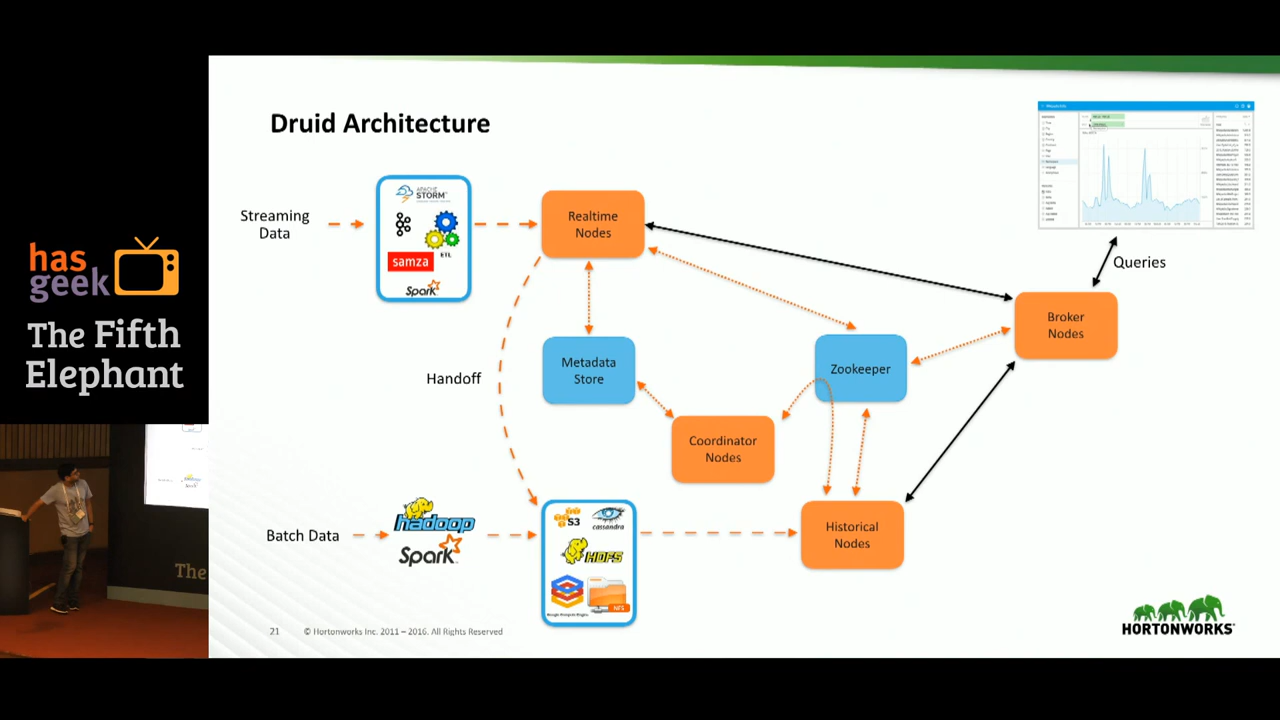 Druid Architecture
Streaming
Data
APACHE
STORM
ETL
samza
Spark
Realtime
Nodes
Queries
Broker
Nodes
Metadata
Store
Zookeeper
Handoff
Coordinator
Nodes
Batch Data
hadoop
Spark
S3
cassandra
HDFS
NFS
Historical
Nodes
21
© Hortonworks Inc. 2011 – 2016. All Rights Reserved
HORTONWORKS
has
geek
The Fifth
Elephant
The